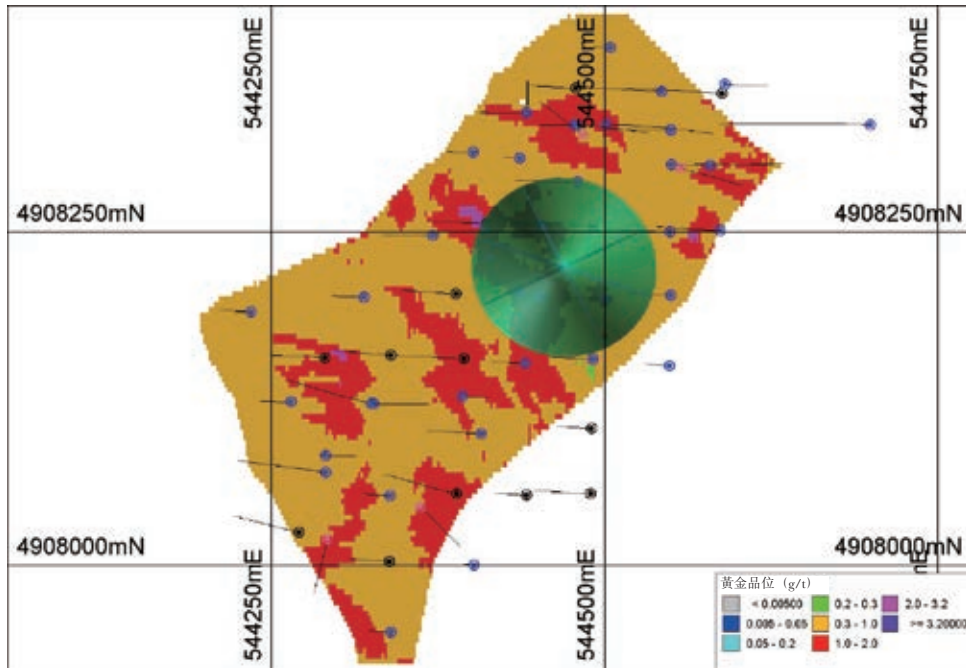 544250mE
544500mE
544750mE
4908250mN
4908250mN
4908000mN
4908000mN
544250mE
544500mE
nE
黃金品位 (g/t)
< 0.00500 0.2 - 0.3 2.0 - 3.2
0.005 - 0.05 0.3 - 1.0 >= 3.20000
0.05 - 0.2 1.0 - 2.0